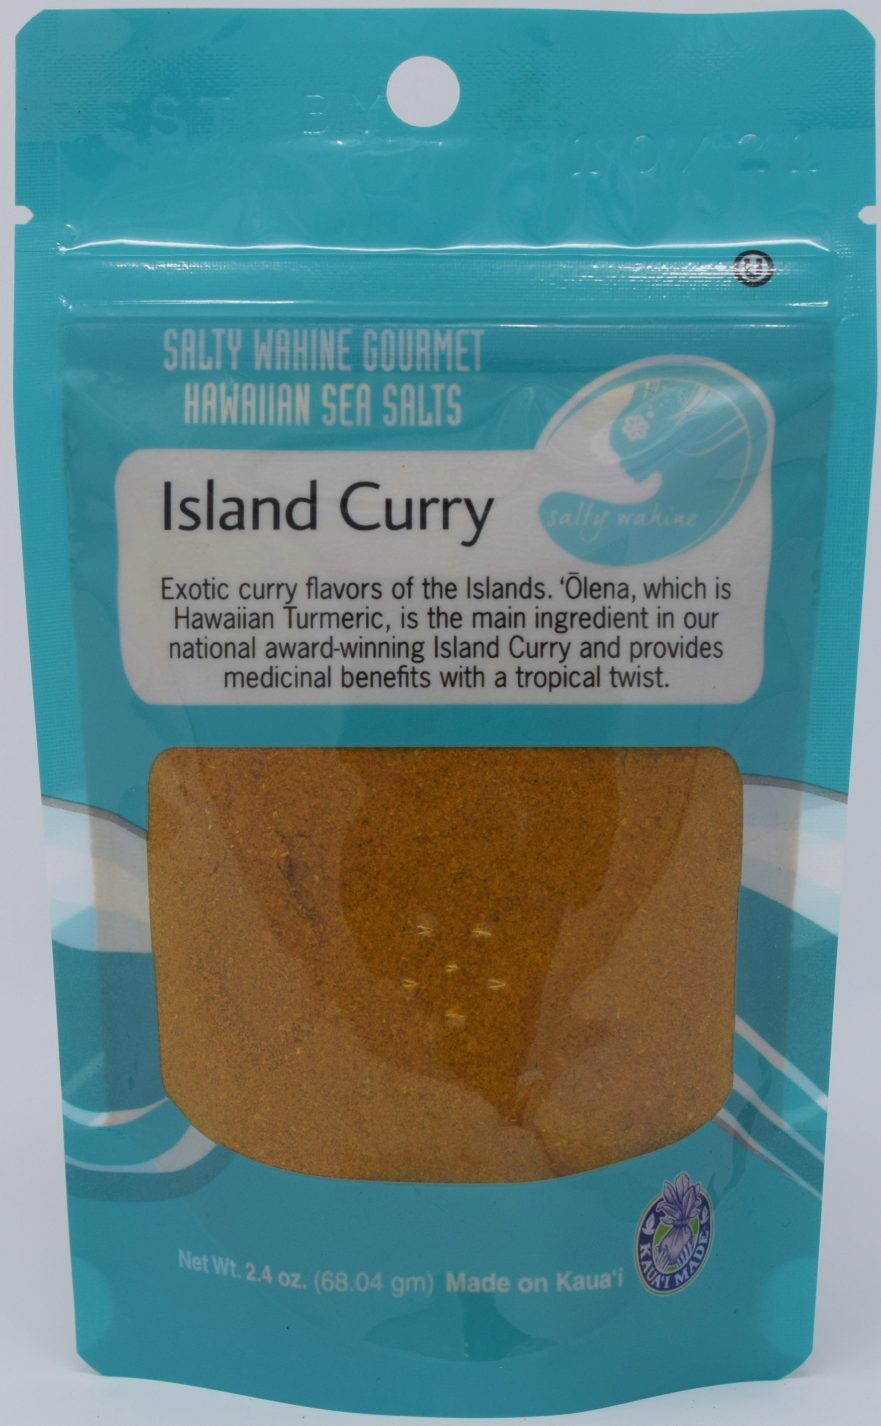 BEST BY
U
SALTY WAHINE GOURMET
HAWAIIAN SEA SALTS
salty wahine
Island Curry
Exotic curry flavors of the Islands. ʻŌlena, which is
Hawaiian Turmeric, is the main ingredient in our
national award-winning Island Curry and provides
medicinal benefits with a tropical twist.
Net Wt. 2.4 oz. (68.04 gm) Made on Kauaʻi
KAUAʻI MADE